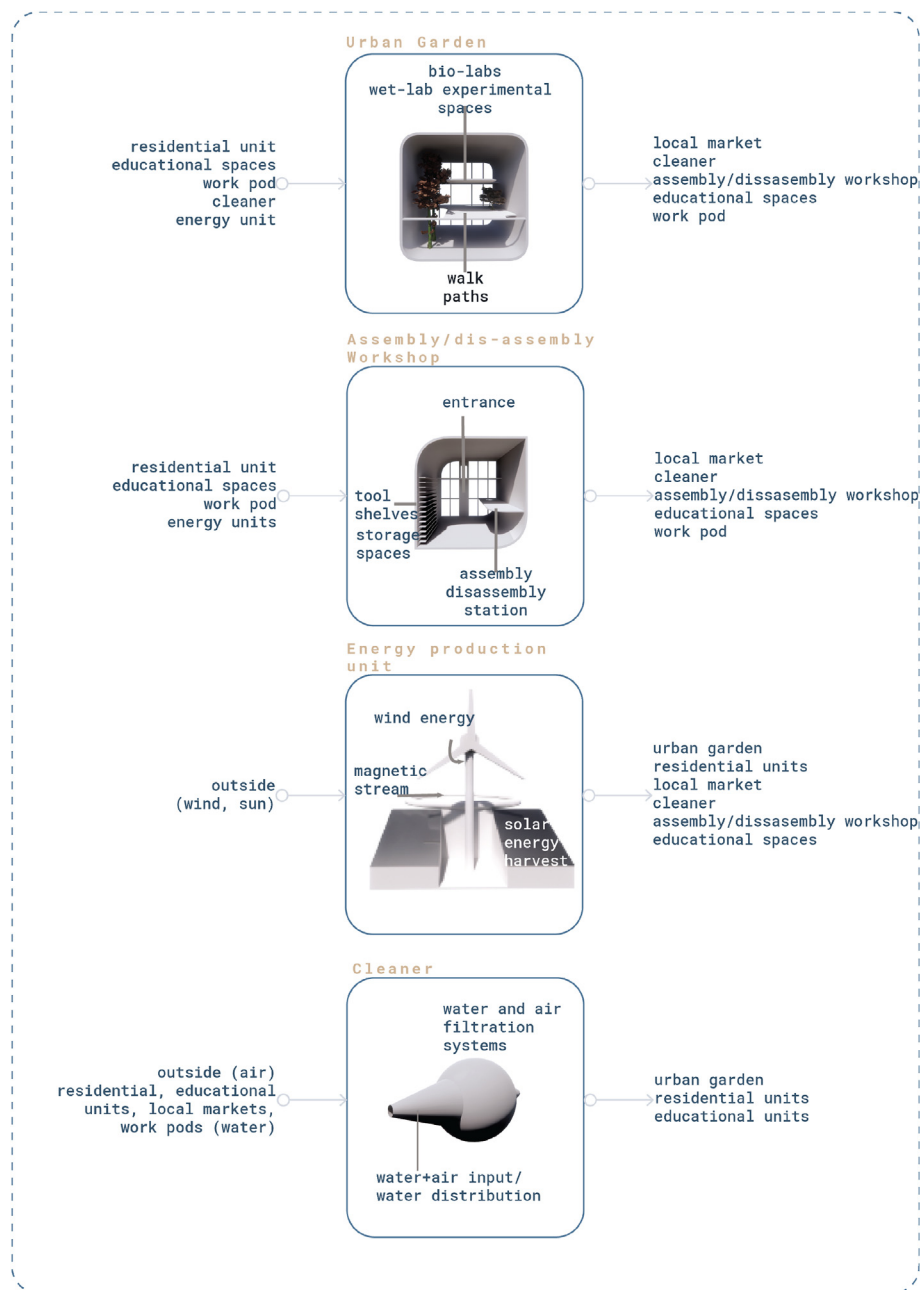 Urban Garden
bio-labs
wet-lab experimental
spaces
residential unit
educational spaces
work pod
cleaner
energy unit
local market
cleaner
assembly/dissasembly workshop
educational spaces
work pod
walk
paths
Assembly/dis-assembly
Workshop
entrance
residential unit
educational spaces
work pod
energy units
tool
shelves
storage
spaces
assembly
disassembly
station
local market
cleaner
assembly/dissasembly workshop
educational spaces
work pod
Energy production
unit
wind energy
magnetic
stream
solar
energy
harvest
outside
(wind, sun)
urban garden
residential units
local market
cleaner
assembly/dissasembly workshop
educational spaces
Cleaner
water and air
filtration
systems
outside (air)
residential, educational
units, local markets,
work pods (water)
urban garden
residential units
educational units
water+air input/
water distribution